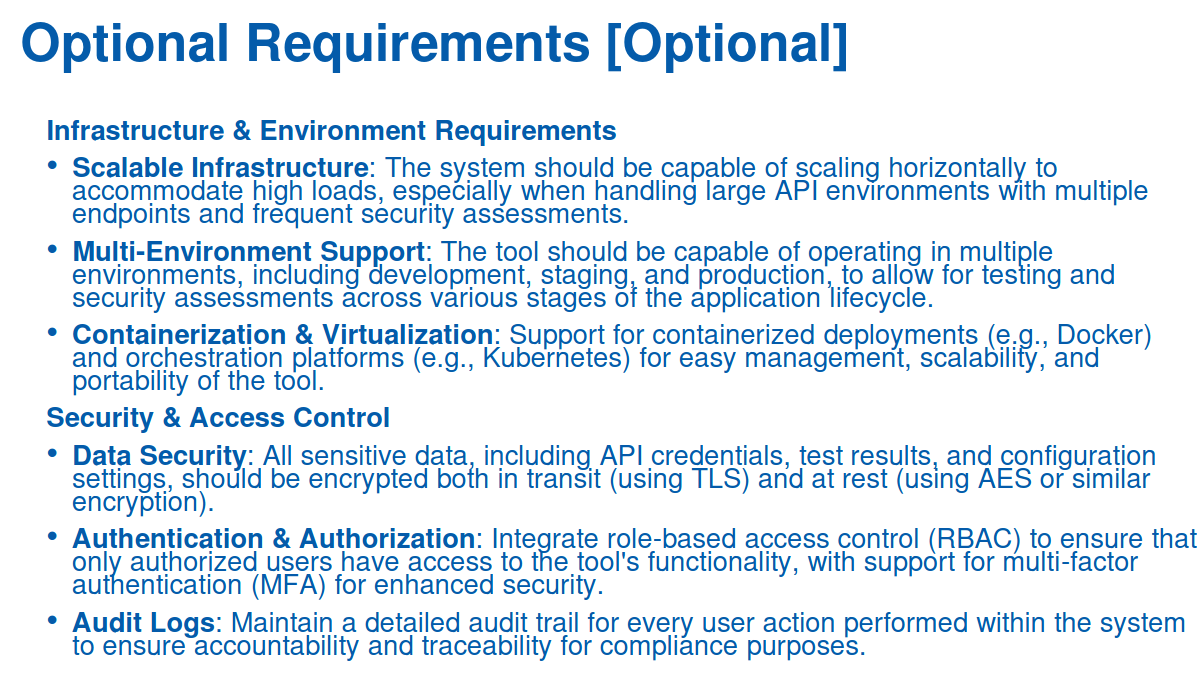 Optional Requirements [Optional]
Infrastructure & Environment Requirements
• Scalable Infrastructure: The system should be capable of scaling horizontally to
accommodate high loads, especially when handling large API environments with multiple
endpoints and frequent security assessments.
• Multi-Environment Support: The tool should be capable of operating in multiple
environments, including development, staging, and production, to allow for testing and
security assessments across various stages of the application lifecycle.
• Containerization & Virtualization: Support for containerized deployments (e.g., Docker)
and orchestration platforms (e.g., Kubernetes) for easy management, scalability, and
portability of the tool.
Security & Access Control
• Data Security: All sensitive data, including API credentials, test results, and configuration
settings, should be encrypted both in transit (using TLS) and at rest (using AES or similar
encryption).
• Authentication & Authorization: Integrate role-based access control (RBAC) to ensure that
only authorized users have access to the tool's functionality, with support for multi-factor
authentication (MFA) for enhanced security.
• Audit Logs: Maintain a detailed audit trail for every user action performed within the system
to ensure accountability and traceability for compliance purposes.